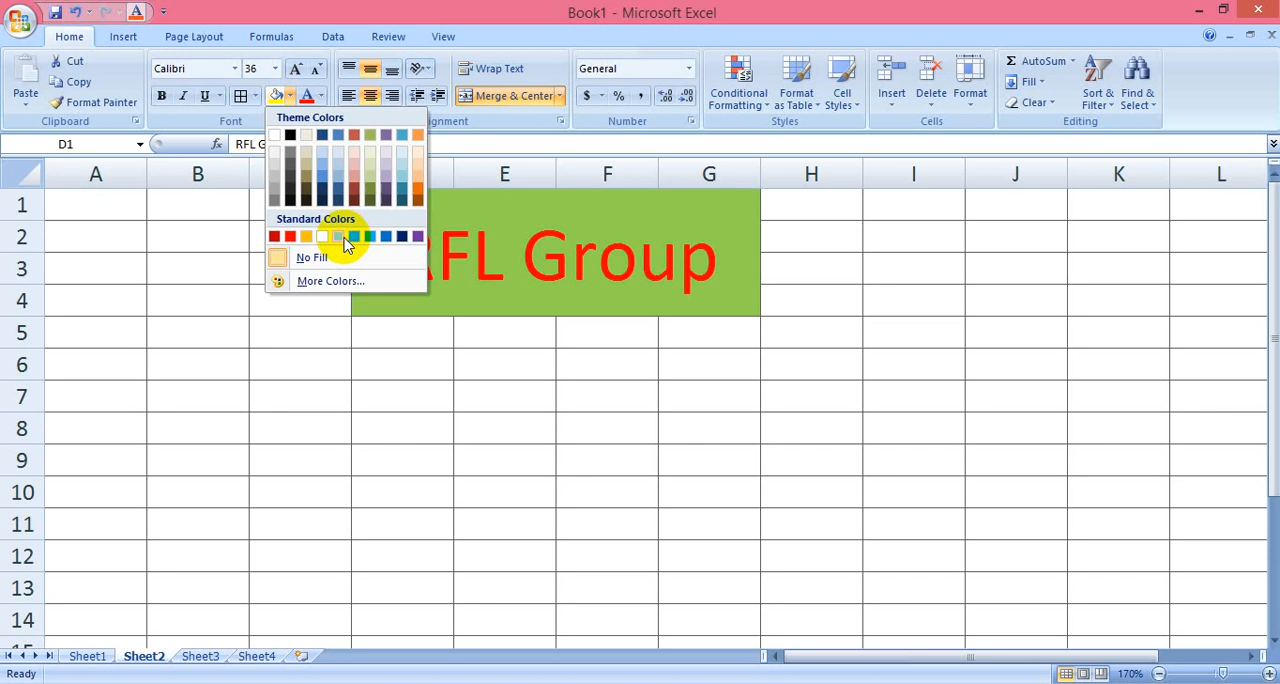 Book1 - Microsoft Excel
Home Insert Page Layout Formulas Data Review View
Paste
Cut
Copy
Format Painter
Clipboard
Calibri 36
B I U
Font
Wrap Text
Merge & Center
gnment
General
$ % ,
Number
Conditional Formatting
Format as Table
Cell Styles
Styles
Insert
Delete
Format
Cells
Σ AutoSum
Fill
Clear
Sort & Filter
Find & Select
Editing
D1 fx RFL G
Theme Colors
Standard Colors
No Fill
More Colors...
A B E F G H I J K L
1
2
3
4
5
6
7
8
9
10
11
12
13
14
RFL Group
Sheet1 Sheet2 Sheet3 Sheet4
Ready 170%